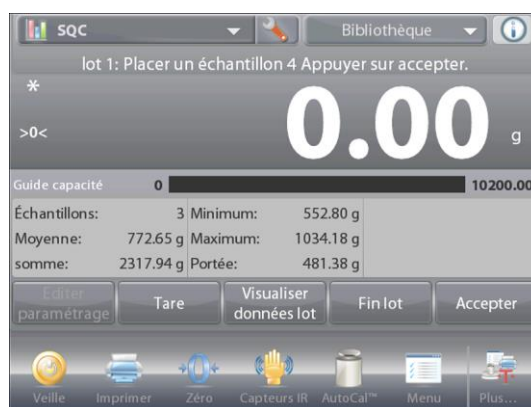 SQC Bibliothèque
lot 1: Placer un échantillon 4 Appuyer sur accepter.
*
>0< 0.00 g
Guide capacité 0 10200.00
Échantillons: 3 Minimum: 552.80 g
Moyenne: 772.65 g Maximum: 1034.18 g
somme: 2317.94 g Portée: 481.38 g
Éditer paramétrage Tare Visualiser données lot Fin lot Accepter
Veille Imprimer Zéro Capteurs IR AutoCal™ Menu Plus...